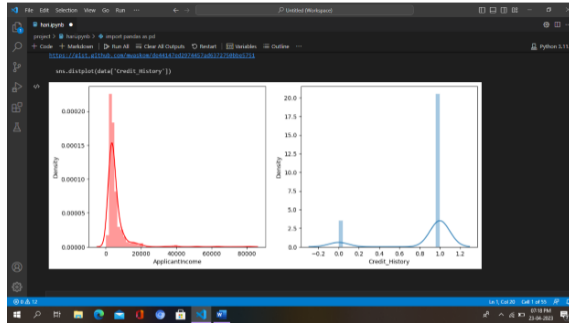 File Edit Selection View Go Run ...
Untitled (Workspace)
hari.ipynb
project > hari.ipynb > import pandas as pd
+ Code + Markdown Run All Clear All Outputs Restart Variables Outline ...
Python 3.11
sns.distplot(data['Credit_History'])
0.00020
0.00015
0.00010
0.00005
0.00000
Density
0 20000 40000 60000 80000
ApplicantIncome
20.0
17.5
15.0
12.5
10.0
7.5
5.0
2.5
0.0
Density
−0.2 0.0 0.2 0.4 0.6 0.8 1.0 1.2
Credit_History
0 12
Ln 1, Col 20 Cell 1 of 55
07:18 PM
23-04-2023